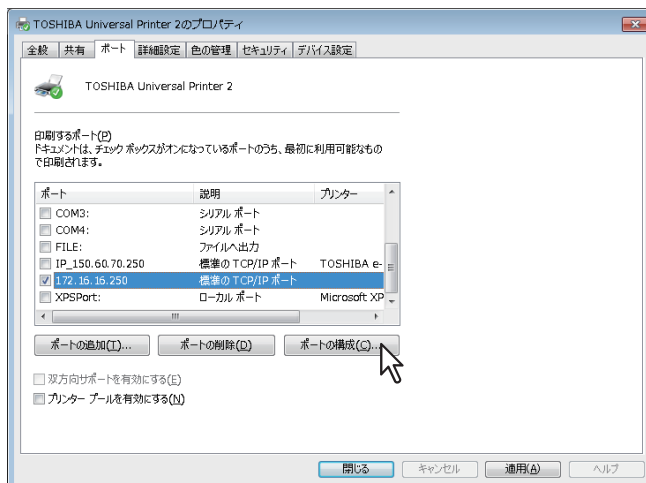 TOSHIBA Universal Printer 2のプロパティ
全般 共有 ポート 詳細設定 色の管理 セキュリティ デバイス設定
TOSHIBA Universal Printer 2
印刷するポート(P)
ドキュメントは、チェック ボックスがオンになっているポートのうち、最初に利用可能なもの
で印刷されます。
ポート 説明 プリンター
COM3: シリアル ポート
COM4: シリアル ポート
FILE: ファイルへ出力
IP_150.60.70.250 標準の TCP/IP ポート TOSHIBA e-
172.16.16.250 標準の TCP/IP ポート
XPSPort: ローカル ポート Microsoft XP
ポートの追加(T)... ポートの削除(D) ポートの構成(C)...
双方向サポートを有効にする(E)
プリンター プールを有効にする(N)
閉じる キャンセル 適用(A) ヘルプ